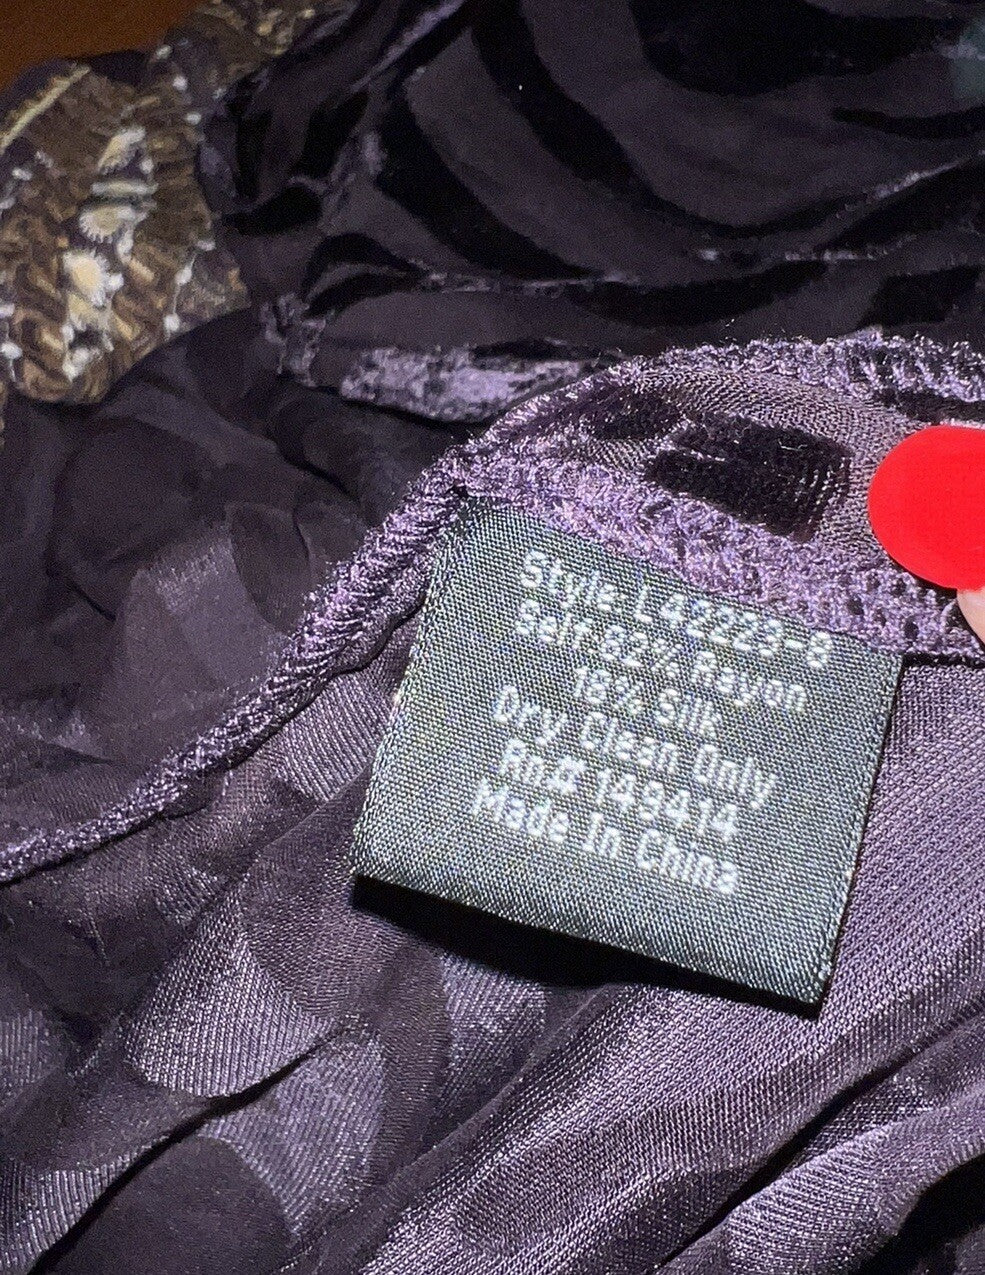 Style L42223-8
Self 82% Rayon
18% Silk
Dry Clean Only
Rn# 149414
Made In China